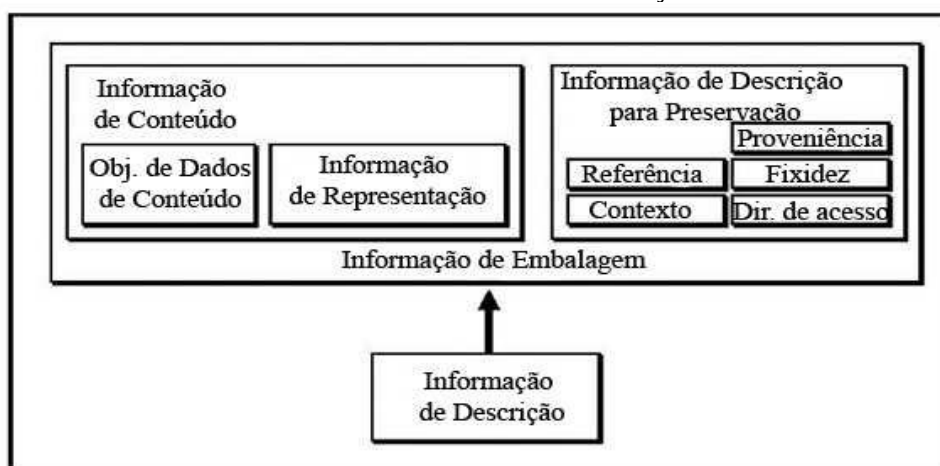 Informação
de Conteúdo
Obj. de Dados
de Conteúdo
Informação
de Representação
Informação de Descrição
para Preservação
Proveniência
Referência
Fixidez
Contexto
Dir. de acesso
Informação de Embalagem
Informação
de Descrição